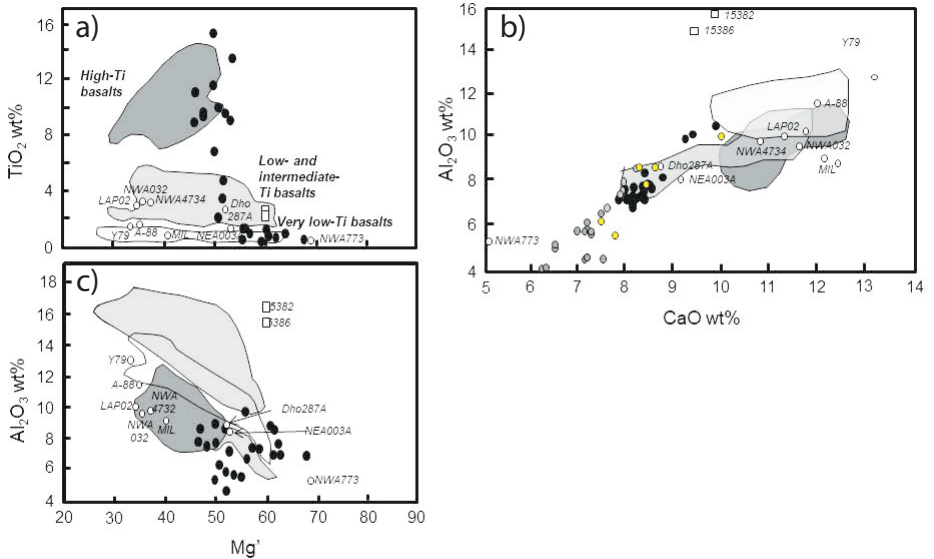 a)
16
12
8
4
0
TiO2 wt%
High-Ti
basalts
Low- and
intermediate-
Ti basalts
Very low-Ti basalts
NWA032
LAP02
NWA4734
Dho
287A
Y79
A-88
MIL
NEA003A
NWA773
b)
16
14
12
10
8
6
4
Al2O3 wt%
15382
15386
Y79
A-88
LAP02
NWA4734
NWA032
MIL
Dho287A
NEA003A
NWA773
5
6
7
8
9
10
11
12
13
14
CaO wt%
c)
18
16
14
12
10
8
6
4
Al2O3 wt%
15382
5386
Y79
A-88
LAP02
NWA
4732
NWA
032
MIL
Dho287A
NEA003A
NWA773
20
30
40
50
60
70
80
90
Mg'